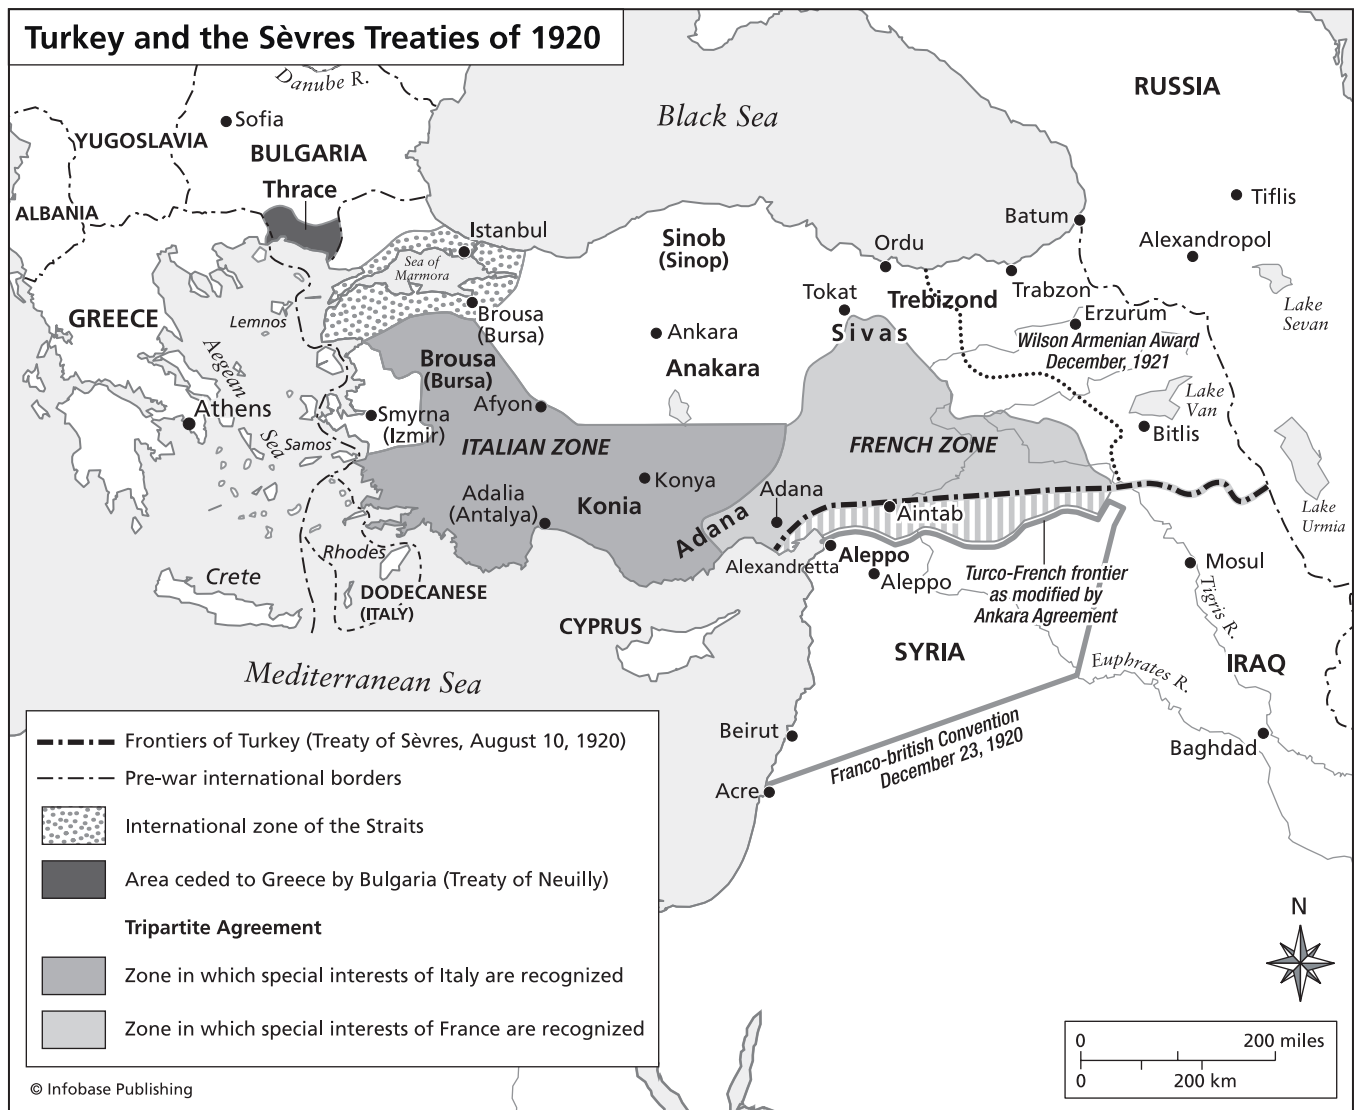 Turkey and the Sèvres Treaties of 1920
Danube R.
Black Sea
RUSSIA
Sofia
YUGOSLAVIA
BULGARIA
Thrace
ALBANIA
Tiflis
Batum
Istanbul
Sinob
(Sinop)
Ordu
Alexandropol
Sea of
Marmora
Tokat
Trebizond
Trabzon
Lake
Sevan
GREECE
Lemnos
Brousa
(Bursa)
Ankara
Sivas
Erzurum
Wilson Armenian Award
December, 1921
Aegean
Sea
Brousa
(Bursa)
Anakara
Lake
Van
Athens
Smyrna
(Izmir)
Afyon
Samos
ITALIAN ZONE
FRENCH ZONE
Bitlis
Konya
Adalia
(Antalya)
Konia
Adana
Adana
Aintab
Lake
Urmia
Rhodes
Alexandretta
Aleppo
Aleppo
Mosul
Crete
DODECANESE
(ITALY)
Turco-French frontier
as modified by
Ankara Agreement
Tigris R.
CYPRUS
SYRIA
Euphrates R.
IRAQ
Mediterranean Sea
Beirut
Franco-british Convention
December 23, 1920
Baghdad
Acre
Frontiers of Turkey (Treaty of Sèvres, August 10, 1920)
Pre-war international borders
International zone of the Straits
Area ceded to Greece by Bulgaria (Treaty of Neuilly)
Tripartite Agreement
Zone in which special interests of Italy are recognized
Zone in which special interests of France are recognized
N
0 200 miles
0 200 km
© Infobase Publishing